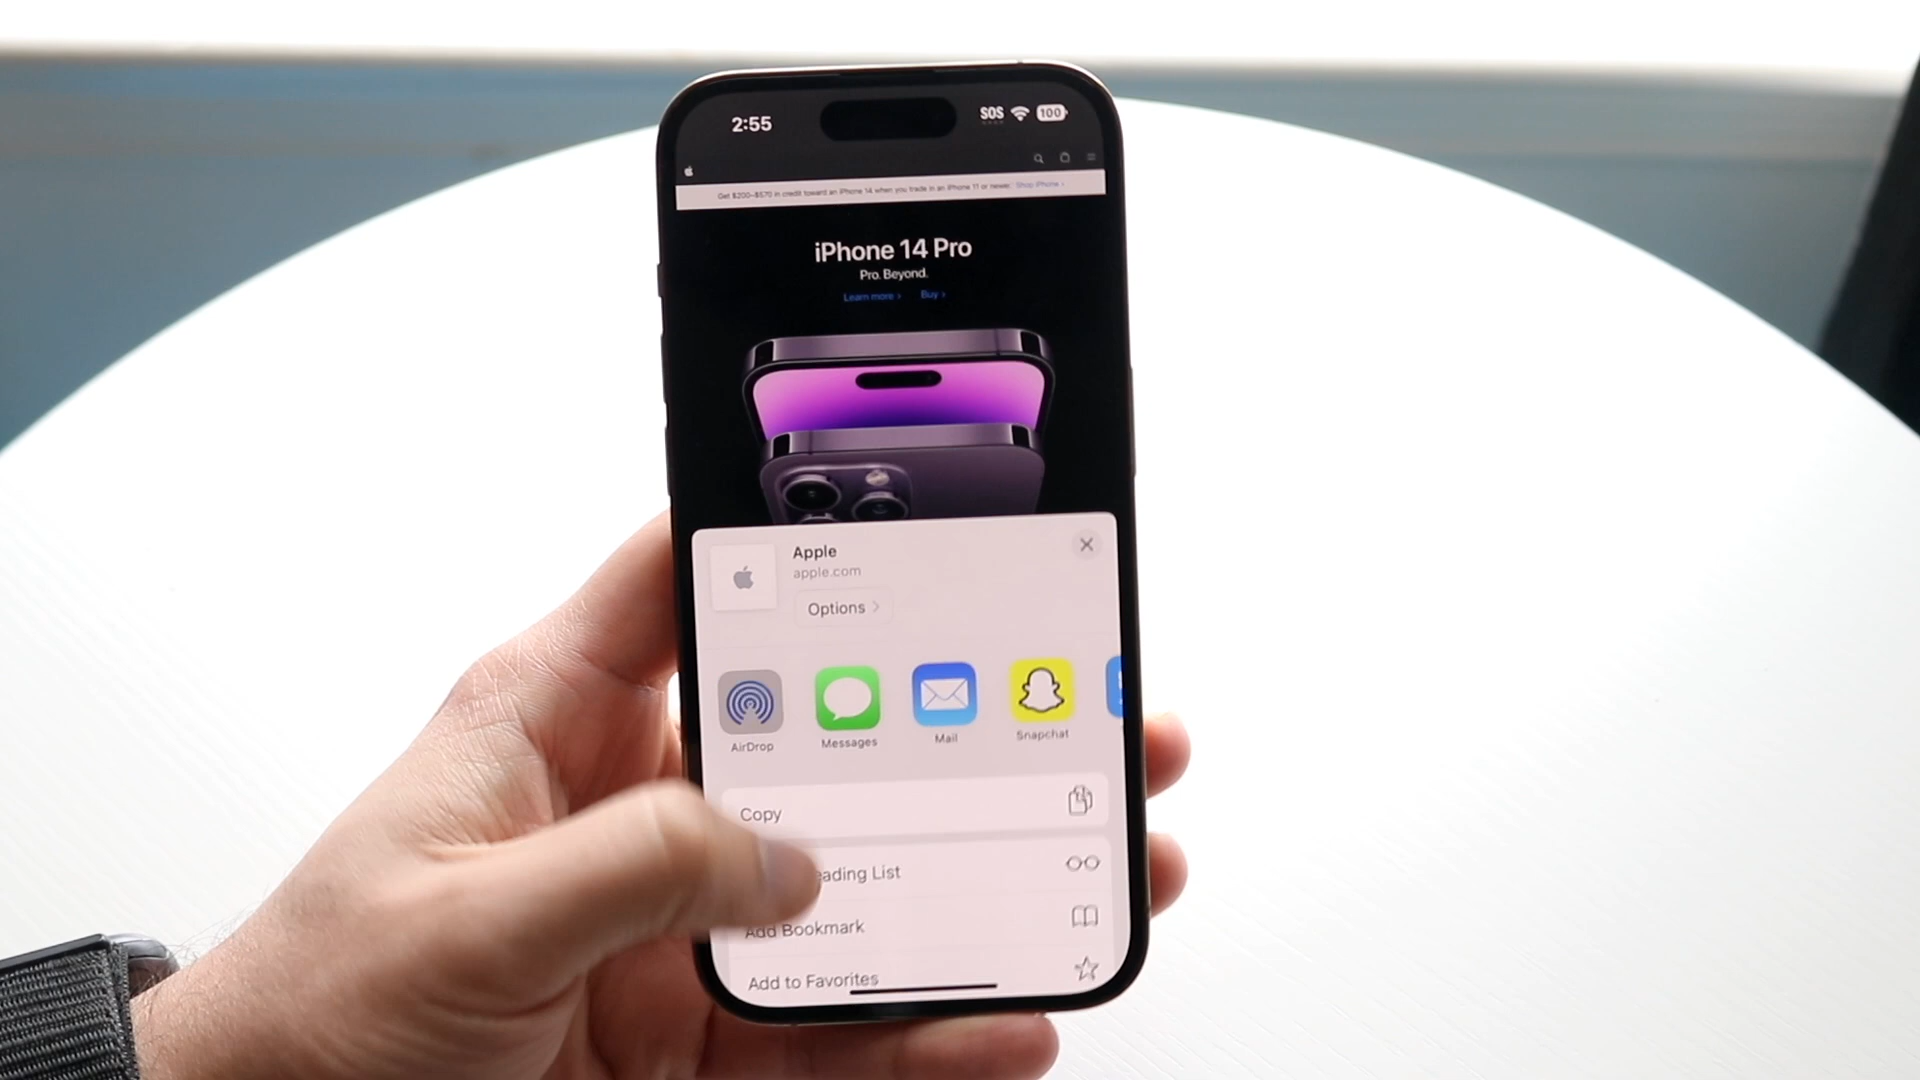 2:55
SOS
100
Get $200–$570 in credit toward an iPhone 14 when you trade in an iPhone 11 or newer. Shop iPhone >
iPhone 14 Pro
Pro. Beyond.
Learn more > Buy >
Apple
apple.com
Options >
AirDrop Messages Mail Snapchat
Copy
eading List
Add Bookmark
Add to Favorites